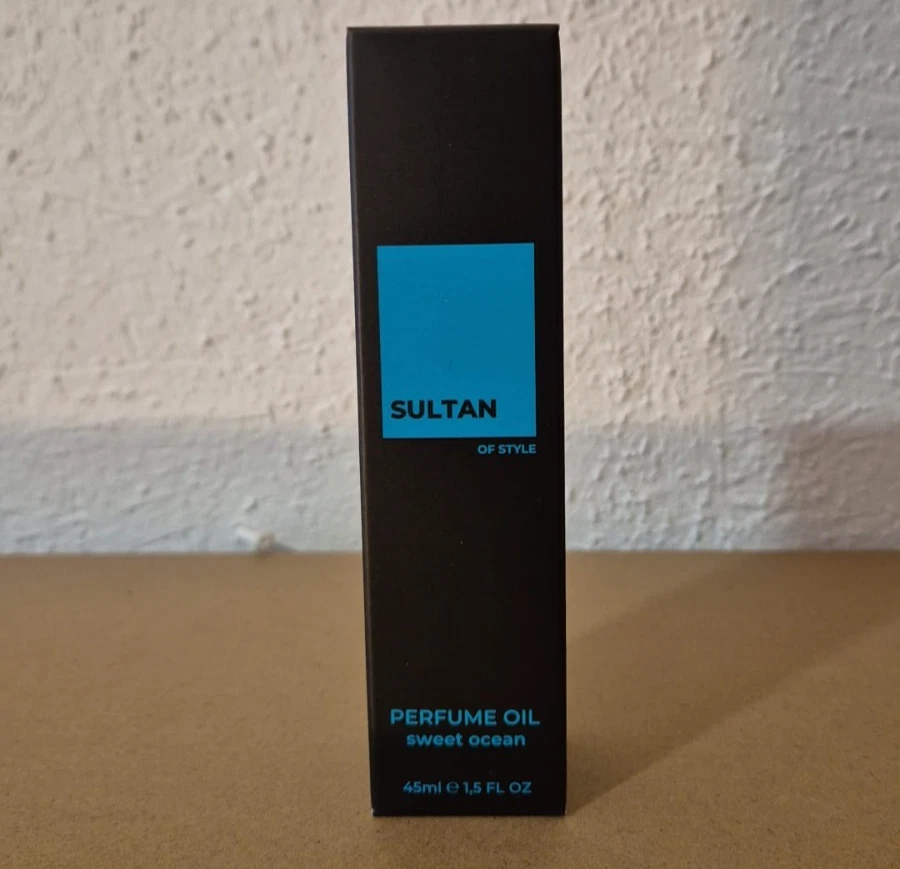 SULTAN
OF STYLE
PERFUME OIL
sweet ocean
45ml ℮ 1,5 FL OZ